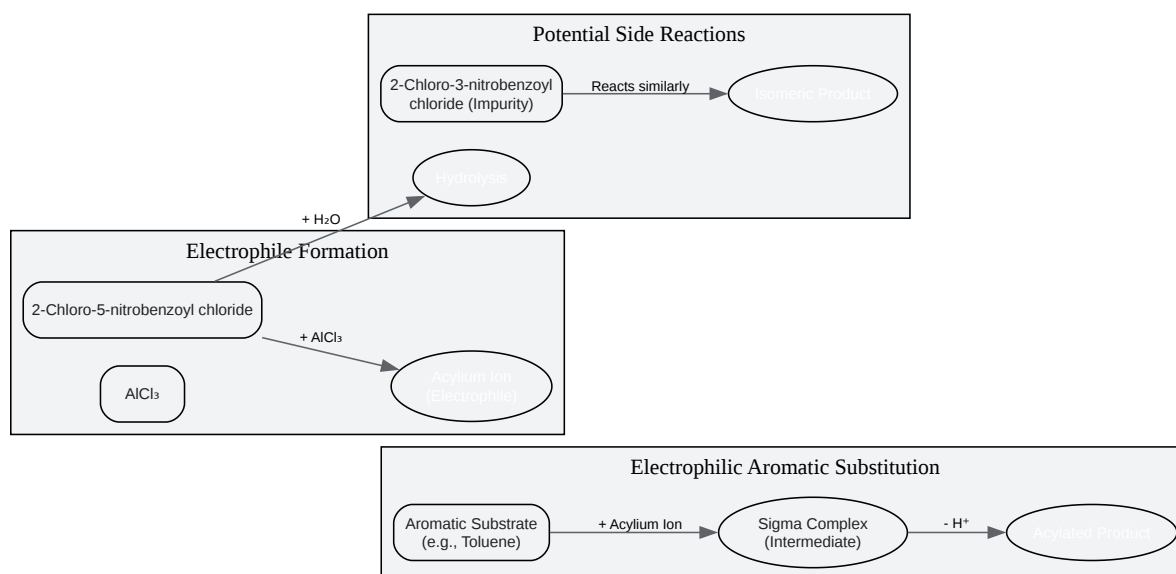 Potential Side Reactions
2-Chloro-3-nitrobenzoyl
chloride (Impurity)
Reacts similarly
Isomeric Product
Hydrolysis
+ H₂O
Electrophile Formation
2-Chloro-5-nitrobenzoyl chloride
+ AlCl₃
Acylium Ion
(Electrophile)
AlCl₃
Electrophilic Aromatic Substitution
Aromatic Substrate
(e.g., Toluene)
+ Acylium Ion
Sigma Complex
(Intermediate)
- H⁺
Acylated Product